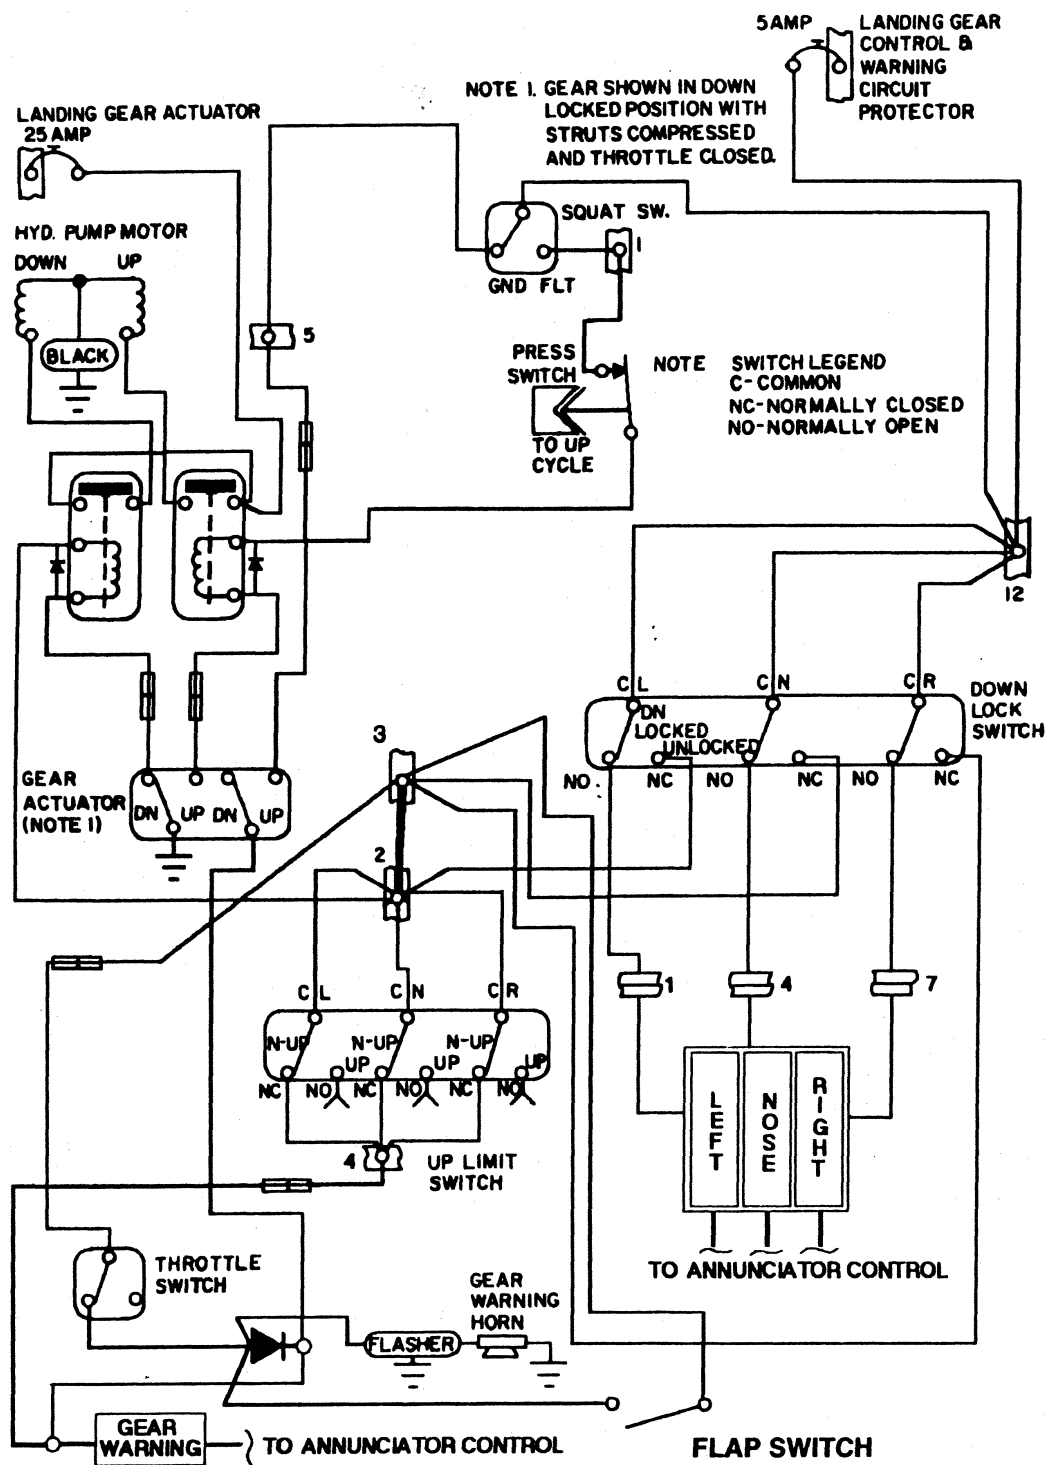 5AMP
LANDING GEAR
CONTROL &
WARNING
CIRCUIT
PROTECTOR
NOTE 1. GEAR SHOWN IN DOWN
LOCKED POSITION WITH
STRUTS COMPRESSED
AND THROTTLE CLOSED.
LANDING GEAR ACTUATOR
25 AMP
SQUAT SW.
1
GND FLT
HYD. PUMP MOTOR
DOWN UP
BLACK
5
PRESS
SWITCH
TO UP
CYCLE
NOTE SWITCH LEGEND
C-COMMON
NC-NORMALLY CLOSED
NO-NORMALLY OPEN
12
C L
C N
C R
DOWN
LOCK
SWITCH
DN
LOCKED
UNLOCKED
NO NC NO NC NO NC
3
GEAR
ACTUATOR
(NOTE 1)
DN UP DN UP
2
1
4
7
C L
C N
C R
N-UP
N-UP
N-UP
UP
UP
UP
NC NO NC NO NC NO
4
UP LIMIT
SWITCH
LEFT
NOSE
RIGHT
TO ANNUNCIATOR CONTROL
THROTTLE
SWITCH
GEAR
WARNING
HORN
FLASHER
GEAR
WARNING
TO ANNUNCIATOR CONTROL
FLAP SWITCH